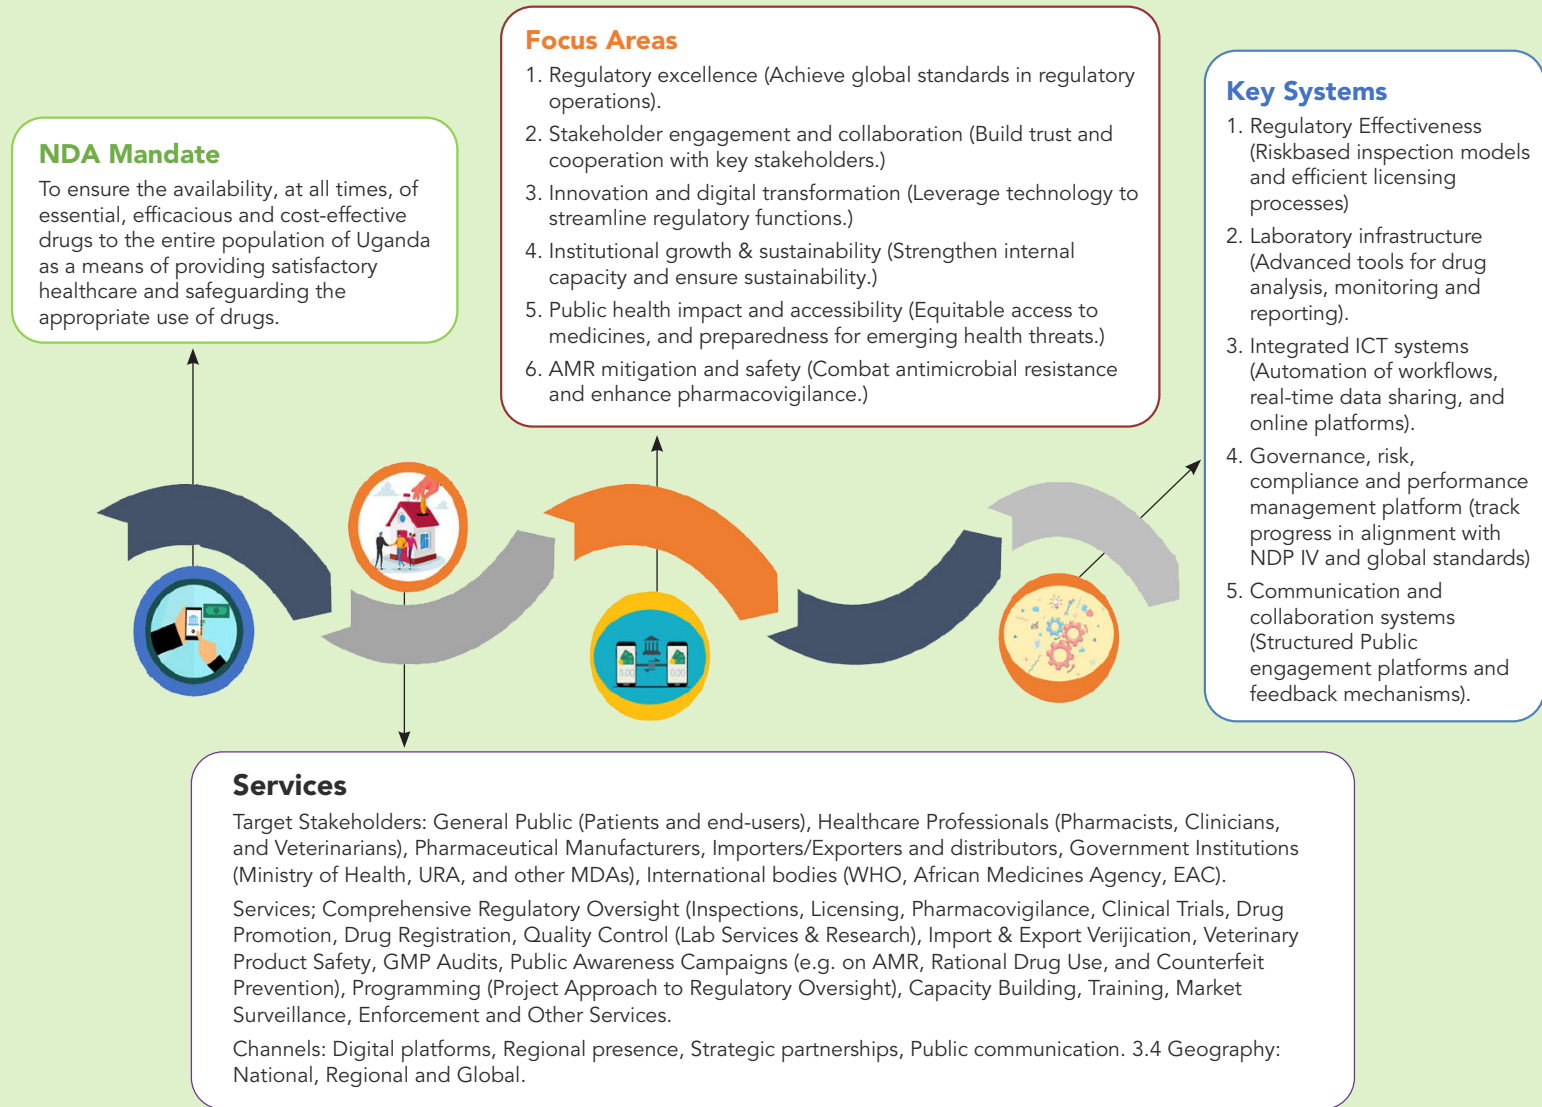 NDA Mandate
To ensure the availability, at all times, of
essential, efficacious and cost-effective
drugs to the entire population of Uganda
as a means of providing satisfactory
healthcare and safeguarding the
appropriate use of drugs.
Focus Areas
1. Regulatory excellence (Achieve global standards in regulatory
operations).
2. Stakeholder engagement and collaboration (Build trust and
cooperation with key stakeholders.)
3. Innovation and digital transformation (Leverage technology to
streamline regulatory functions.)
4. Institutional growth & sustainability (Strengthen internal
capacity and ensure sustainability.)
5. Public health impact and accessibility (Equitable access to
medicines, and preparedness for emerging health threats.)
6. AMR mitigation and safety (Combat antimicrobial resistance
and enhance pharmacovigilance.)
Key Systems
1. Regulatory Effectiveness
(Riskbased inspection models
and efficient licensing
processes)
2. Laboratory infrastructure
(Advanced tools for drug
analysis, monitoring and
reporting).
3. Integrated ICT systems
(Automation of workflows,
real-time data sharing, and
online platforms).
4. Governance, risk,
compliance and performance
management platform (track
progress in alignment with
NDP IV and global standards)
5. Communication and
collaboration systems
(Structured Public
engagement platforms and
feedback mechanisms).
0.00
0.00
Services
Target Stakeholders: General Public (Patients and end-users), Healthcare Professionals (Pharmacists, Clinicians,
and Veterinarians), Pharmaceutical Manufacturers, Importers/Exporters and distributors, Government Institutions
(Ministry of Health, URA, and other MDAs), International bodies (WHO, African Medicines Agency, EAC).
Services; Comprehensive Regulatory Oversight (Inspections, Licensing, Pharmacovigilance, Clinical Trials, Drug
Promotion, Drug Registration, Quality Control (Lab Services & Research), Import & Export Verijication, Veterinary
Product Safety, GMP Audits, Public Awareness Campaigns (e.g. on AMR, Rational Drug Use, and Counterfeit
Prevention), Programming (Project Approach to Regulatory Oversight), Capacity Building, Training, Market
Surveillance, Enforcement and Other Services.
Channels: Digital platforms, Regional presence, Strategic partnerships, Public communication. 3.4 Geography:
National, Regional and Global.